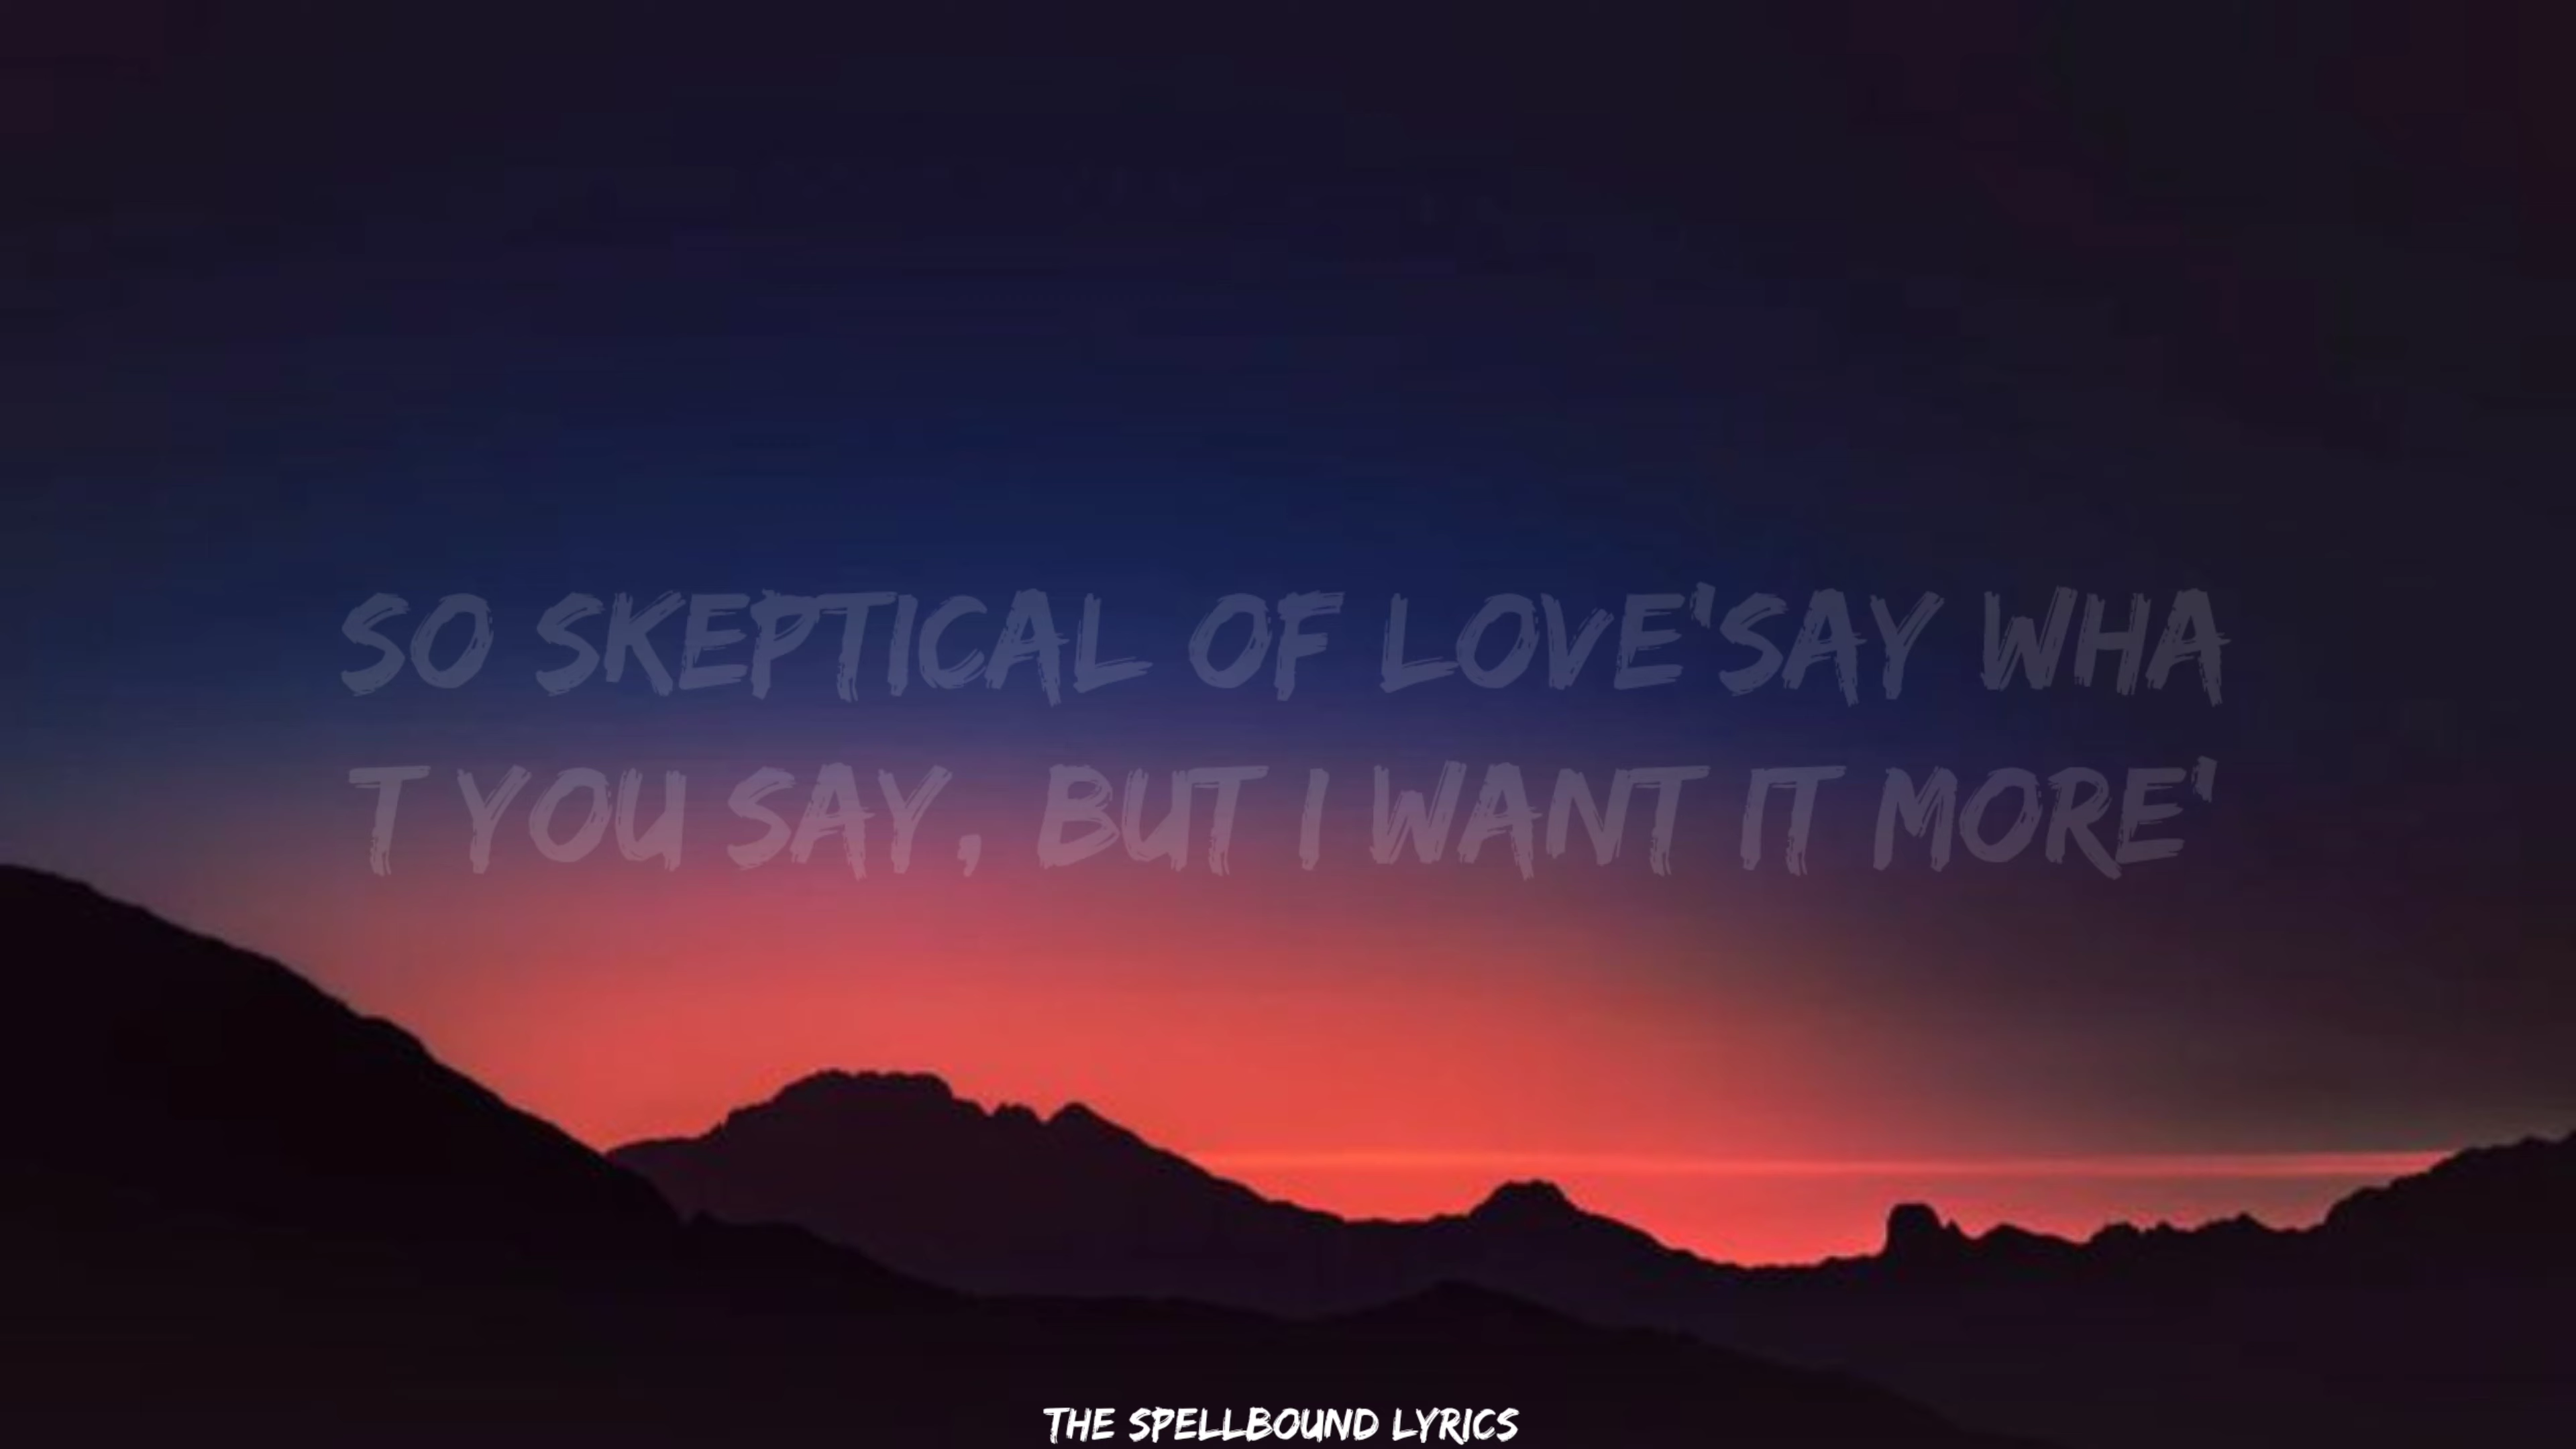 SO SKEPTICAL OF LOVE'SAY WHA
T YOU SAY, BUT I WANT IT MORE'
THE SPELLBOUND LYRICS